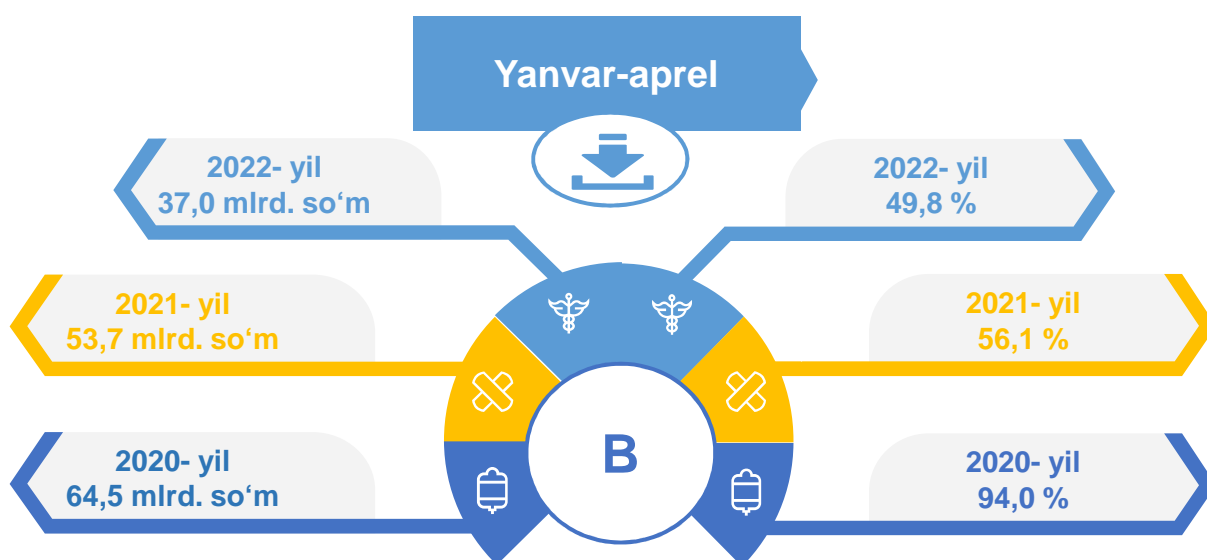 Yanvar-aprel
2022- yil
37,0 mlrd. so‘m
2022- yil
49,8 %
2021- yil
53,7 mlrd. so‘m
2021- yil
56,1 %
B
2020- yil
64,5 mlrd. so‘m
2020- yil
94,0 %